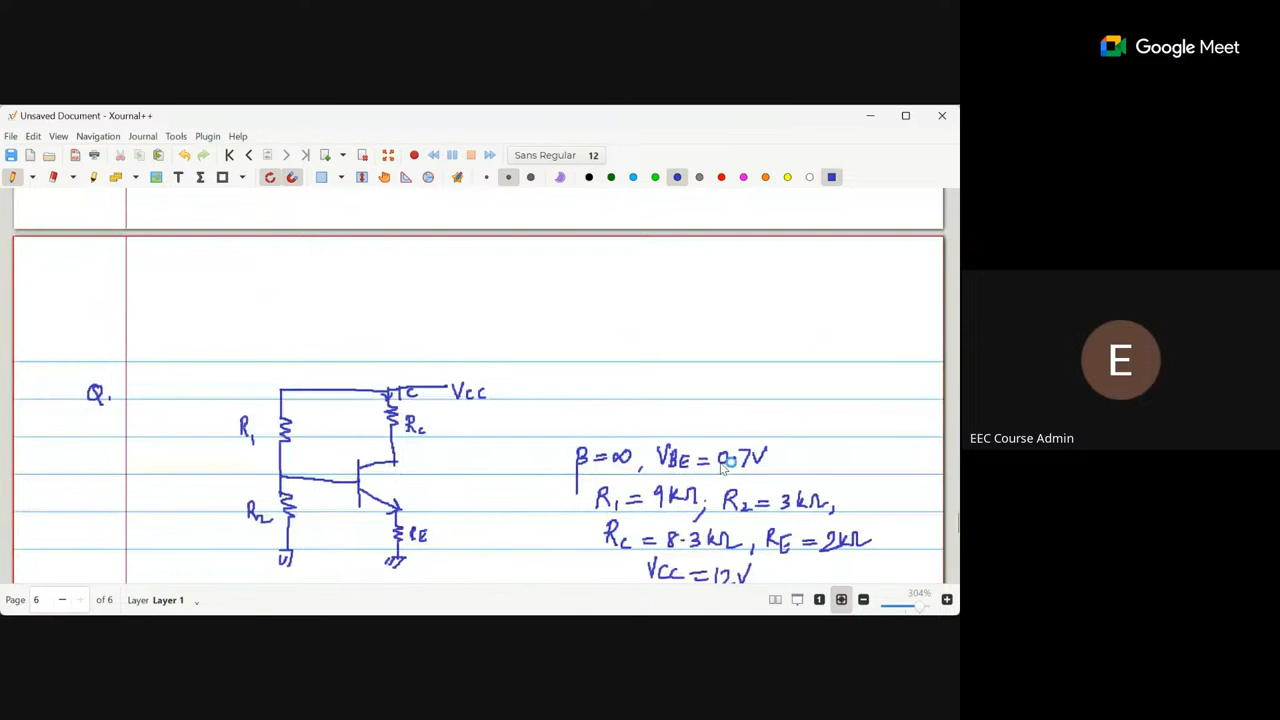 Google Meet
Unsaved Document - Xournal++
File Edit View Navigation Journal Tools Plugin Help
Sans Regular 12
Q.
VCC
IC
R1
RC
R2
RE
β = ∞, VBE = 0.7V
R1 = 9kΩ; R2 = 3kΩ,
RC = 8.3kΩ, RE = 2kΩ
VCC = 12V
E
EEC Course Admin
Page 6 of 6 Layer Layer 1
304%